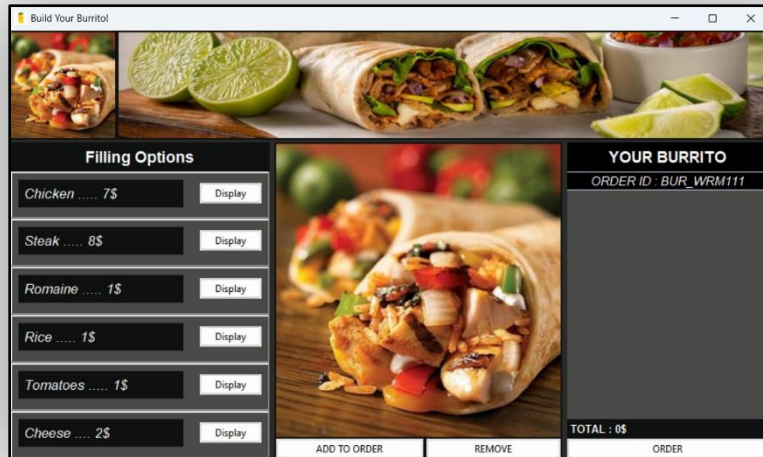 Build Your Burrito!
Filling Options
Chicken ..... 7$
Display
Steak ..... 8$
Display
Romaine ..... 1$
Display
Rice ..... 1$
Display
Tomatoes ..... 1$
Display
Cheese .... 2$
Display
ADD TO ORDER
REMOVE
YOUR BURRITO
ORDER ID : BUR_WRM111
TOTAL : 0$
ORDER